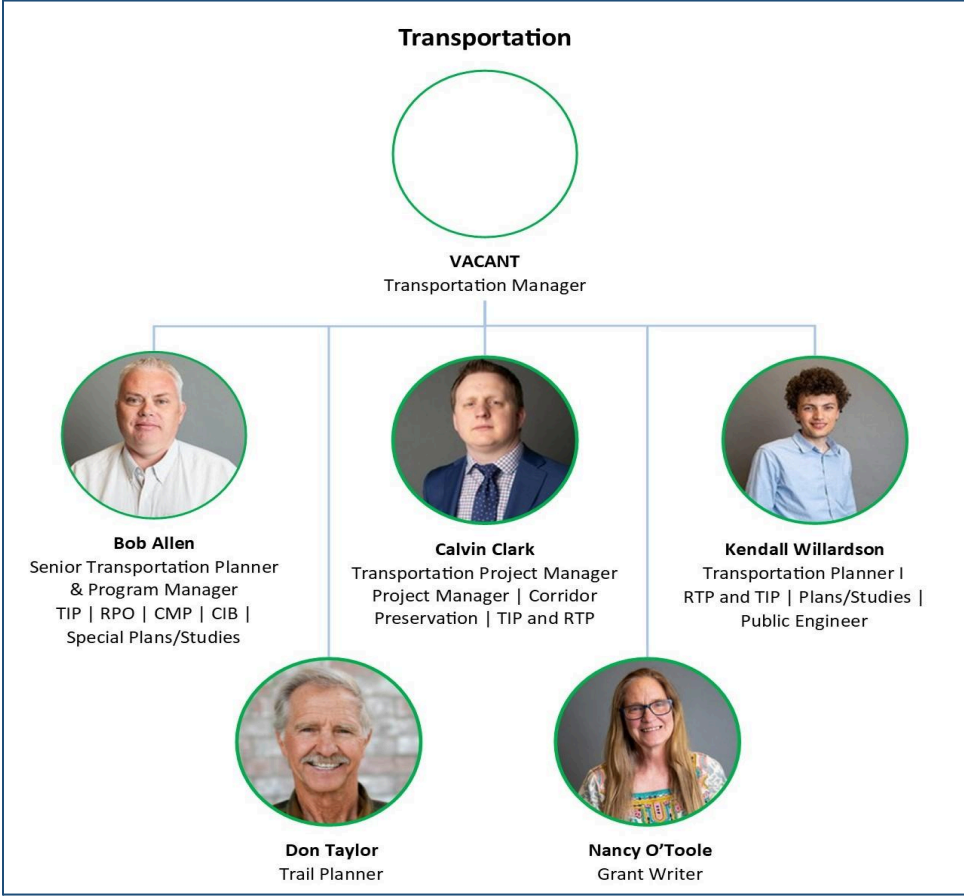 Transportation
VACANT
Transportation Manager
Bob Allen
Senior Transportation Planner
& Program Manager
TIP | RPO | CMP | CIB |
Special Plans/Studies
Calvin Clark
Transportation Project Manager
Project Manager | Corridor
Preservation | TIP and RTP
Kendall Willardson
Transportation Planner I
RTP and TIP | Plans/Studies |
Public Engineer
Don Taylor
Trail Planner
Nancy O’Toole
Grant Writer